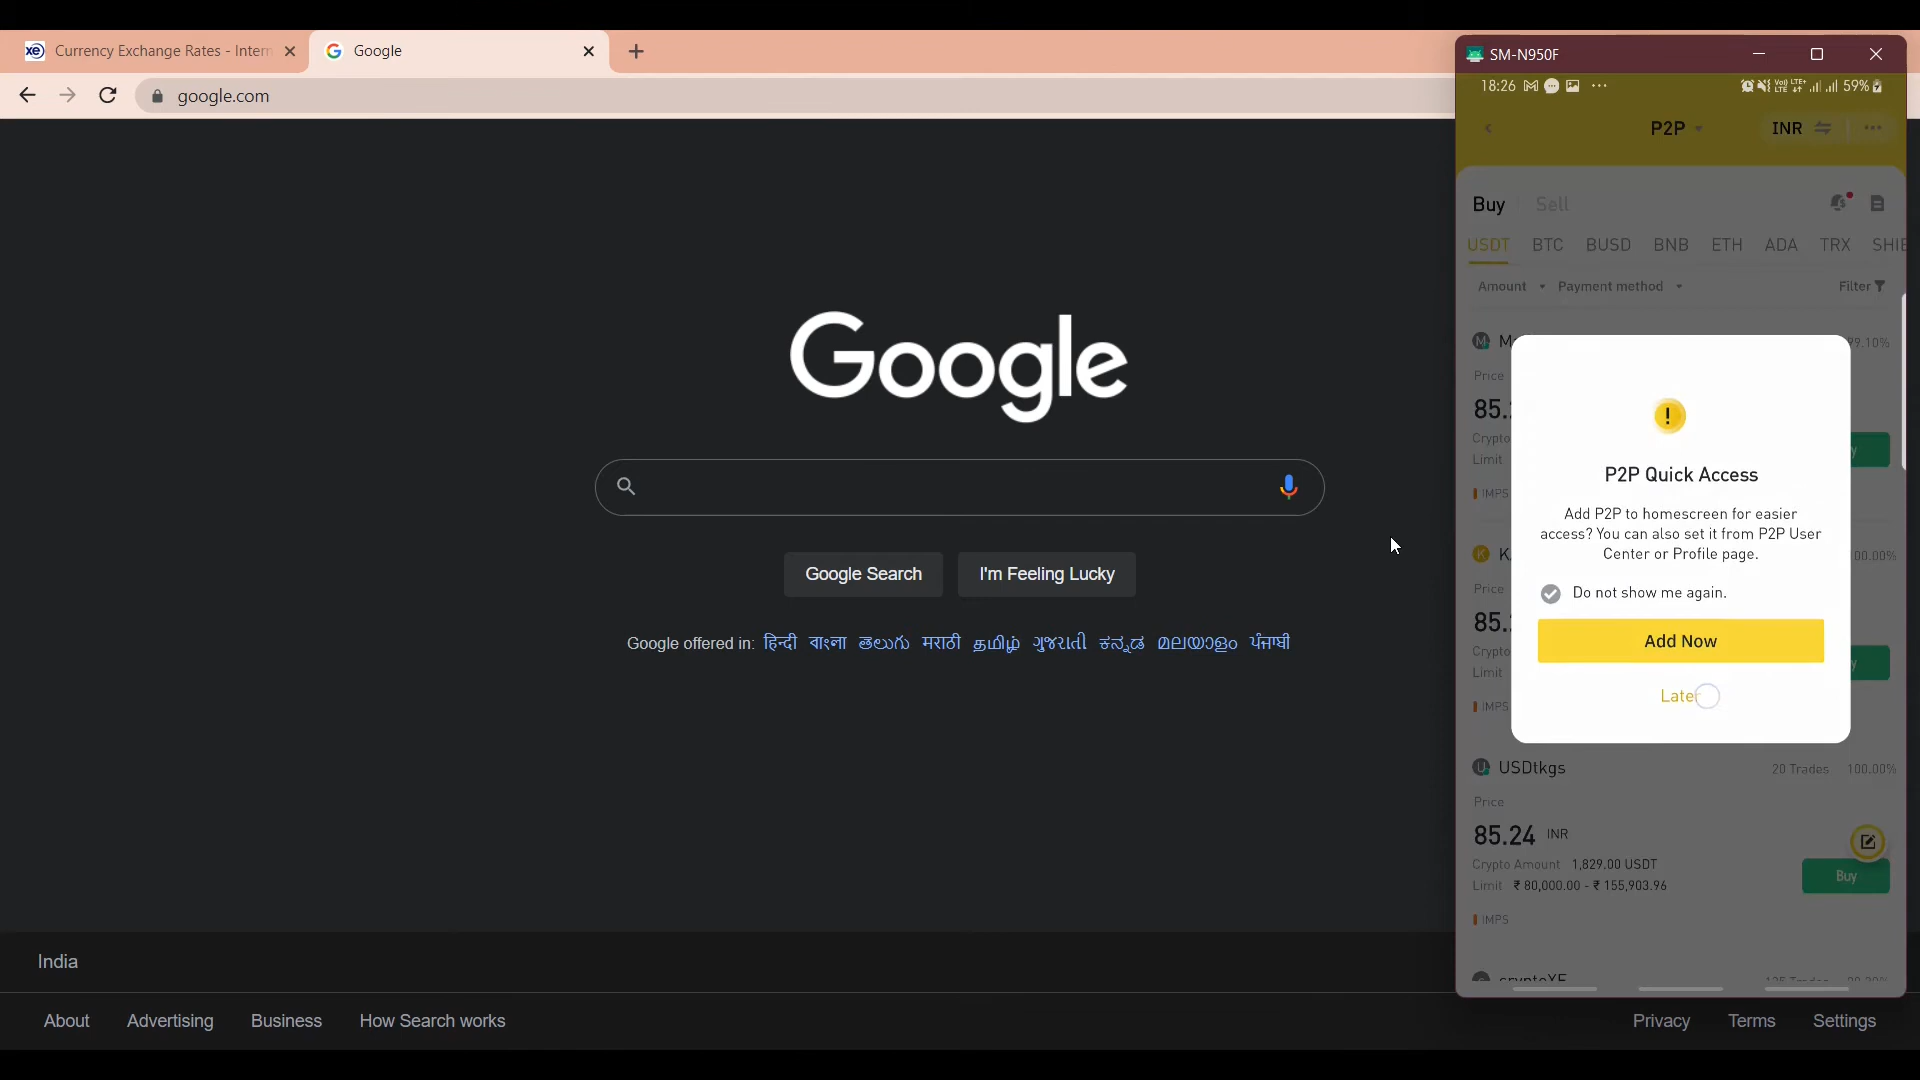 Currency Exchange Rates - Intern
Google
SM-N950F
google.com
18:26
59%
P2P
INR
Buy
Sell
USDT
BTC
BUSD
BNB
ETH
ADA
TRX
SHIB
Amount
Payment method
Filter
Google
Price
85.
Crypto
Limit
IMPS
99.10%
P2P Quick Access
Add P2P to homescreen for easier
access? You can also set it from P2P User
Center or Profile page.
Do not show me again.
Add Now
Later
Price
85.
Crypto
Limit
IMPS
Google Search
I'm Feeling Lucky
Google offered in: हिन्दी বাংলা తెలుగు मराठी தமிழ் ગુજરાતી ಕನ್ನಡ മലയാളം ਪੰਜਾਬੀ
USDtkgs
20 Trades 100.00%
Price
85.24 INR
Crypto Amount 1,829.00 USDT
Limit ₹ 80,000.00 - ₹ 155,903.96
Buy
IMPS
India
About
Advertising
Business
How Search works
Privacy
Terms
Settings